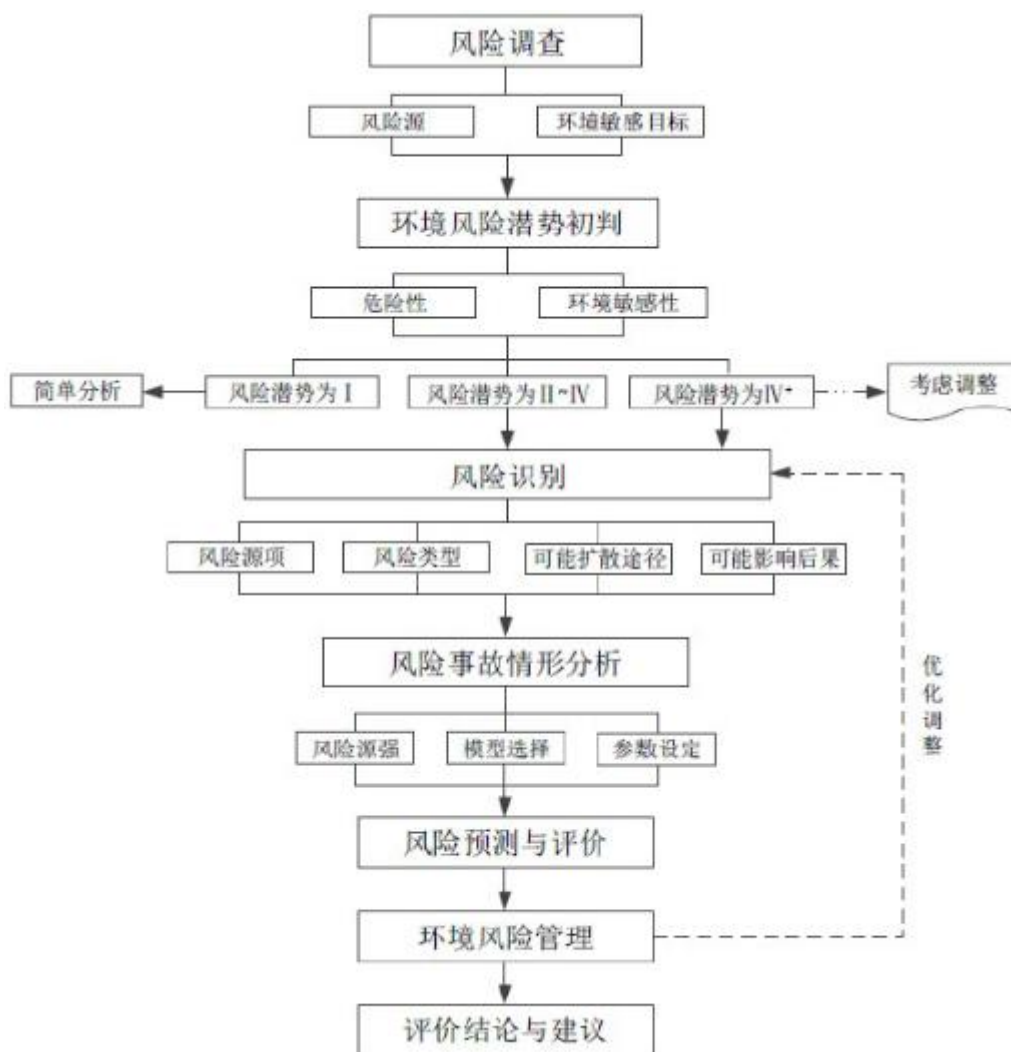 风险调查
风险源
环境敏感目标
环境风险潜势初判
危险性
环境敏感性
简单分析
风险潜势为Ⅰ
风险潜势为Ⅱ~Ⅳ
风险潜势为Ⅳ+
考虑调整
风险识别
风险源项
风险类型
可能扩散途径
可能影响后果
风险事故情形分析
优化调整
风险源强
模型选择
参数设定
风险预测与评价
环境风险管理
评价结论与建议